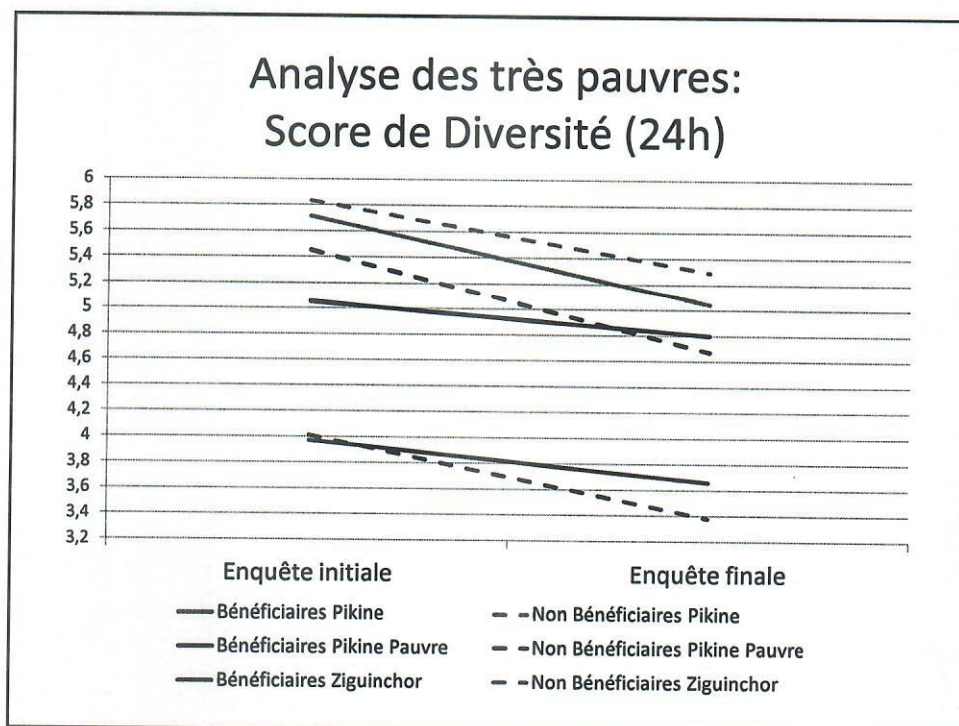 Analyse des très pauvres:
Score de Diversité (24h)
6
5,8
5,6
5,4
5,2
5
4,8
4,6
4,4
4,2
4
3,8
3,6
3,4
3,2
Enquête initiale
Enquête finale
Bénéficiaires Pikine
Non Bénéficiaires Pikine
Bénéficiaires Pikine Pauvre
Non Bénéficiaires Pikine Pauvre
Bénéficiaires Ziguinchor
Non Bénéficiaires Ziguinchor